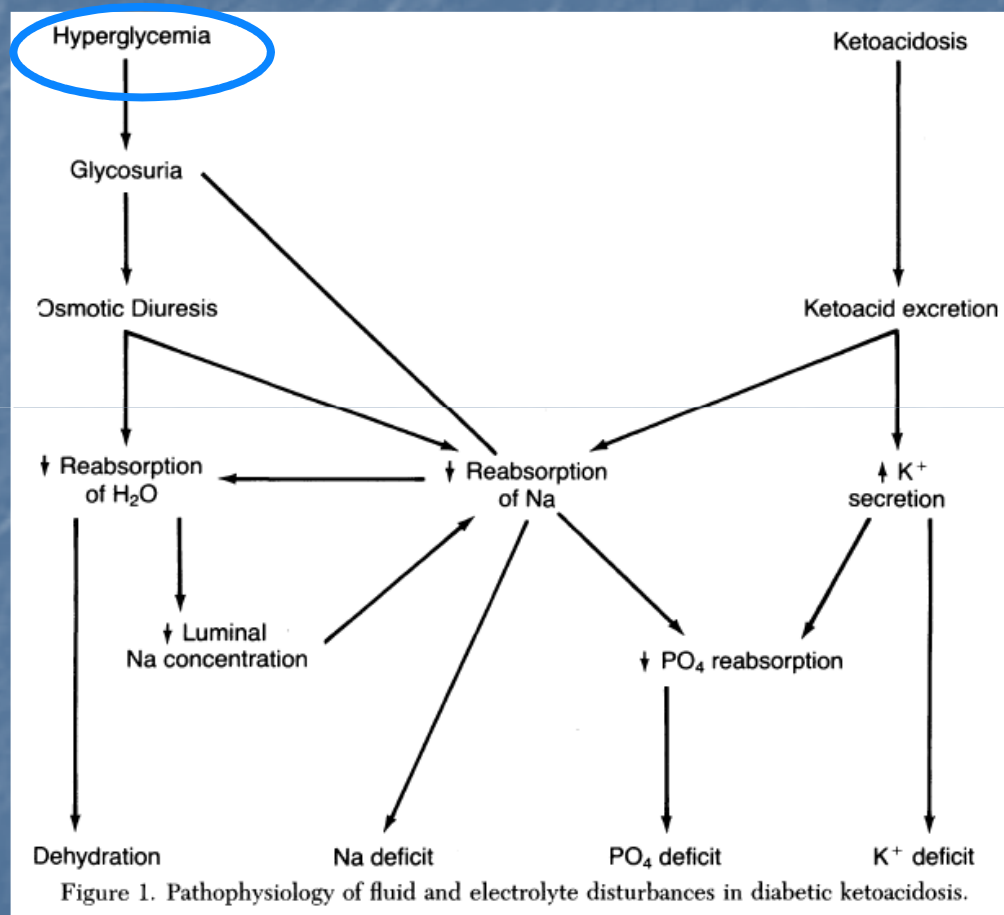 Hyperglycemia
Ketoacidosis
Glycosuria
Osmotic Diuresis
Ketoacid excretion
↓ Reabsorption
of H₂O
↓ Reabsorption
of Na
↑ K⁺
secretion
↓ Luminal
Na concentration
↓ PO₄ reabsorption
Dehydration
Na deficit
PO₄ deficit
K⁺ deficit
Figure 1. Pathophysiology of fluid and electrolyte disturbances in diabetic ketoacidosis.